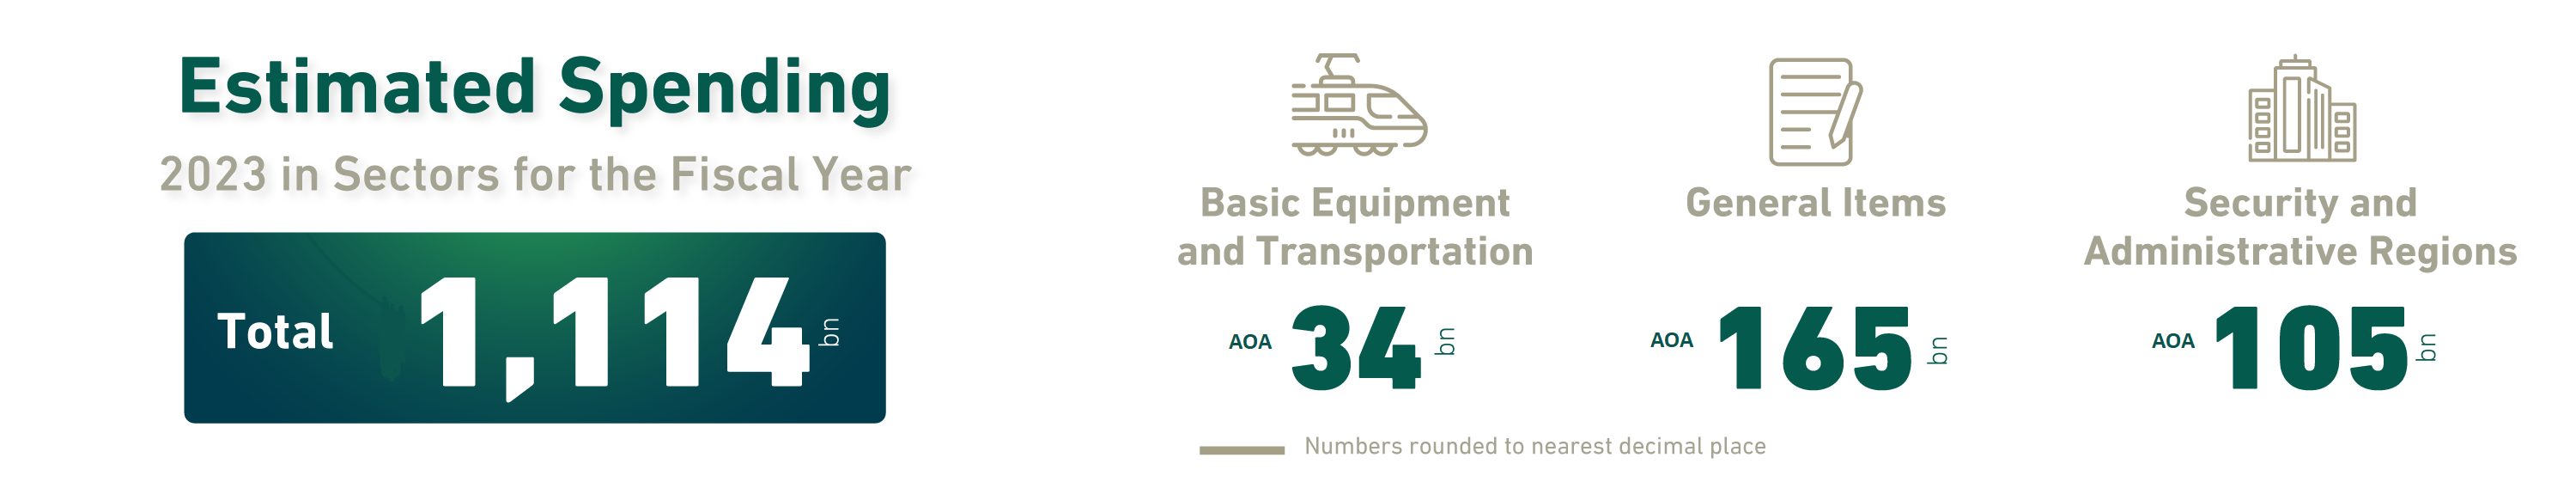 Estimated Spending
2023 in Sectors for the Fiscal Year
Total 1,114 bn
Basic Equipment
and Transportation
AOA 34 bn
General Items
AOA 165 bn
Security and
Administrative Regions
AOA 105 bn
Numbers rounded to nearest decimal place